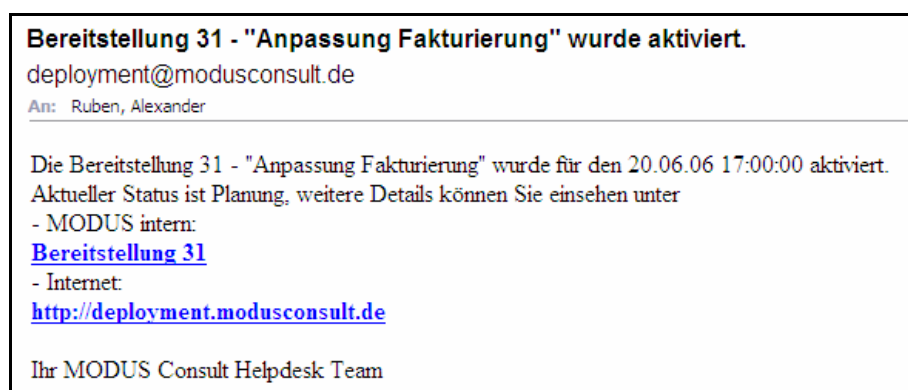 Bereitstellung 31 - "Anpassung Fakturierung" wurde aktiviert.
deployment@modusconsult.de
An: Ruben, Alexander
Die Bereitstellung 31 - "Anpassung Fakturierung" wurde für den 20.06.06 17:00:00 aktiviert.
Aktueller Status ist Planung, weitere Details können Sie einsehen unter
- MODUS intern:
Bereitstellung 31
- Internet:
http://deployment.modusconsult.de
Ihr MODUS Consult Helpdesk Team